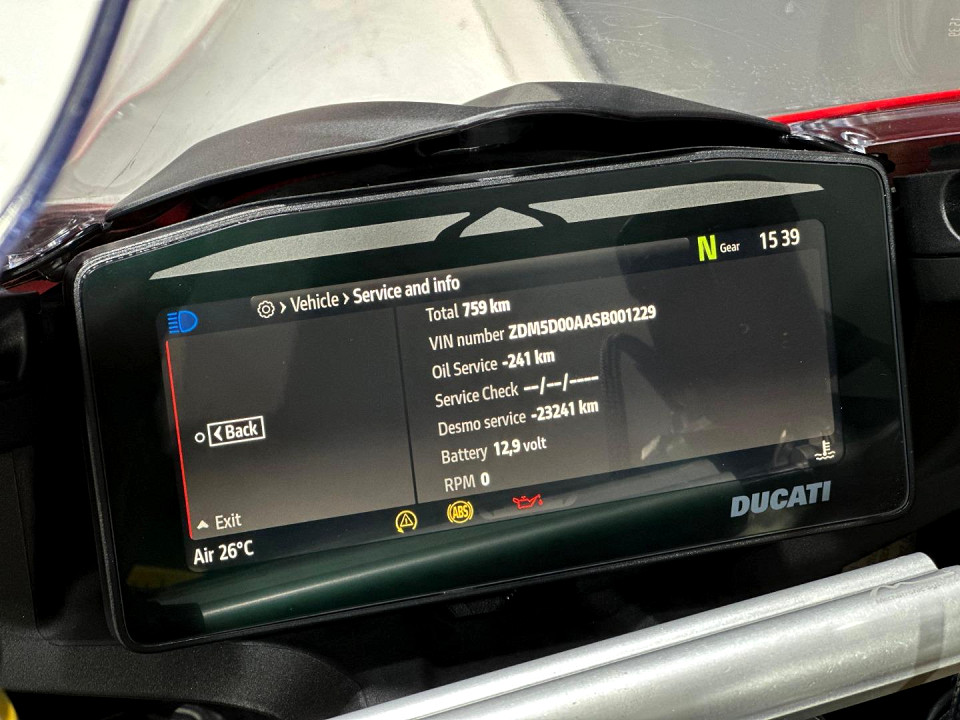 N Gear 15 39
Vehicle Service and info
Total 759 km
VIN number ZDM5D00AASB001229
Oil Service -241 km
Service Check --/--/----
Desmo service -23241 km
Back
Battery 12,9 volt
RPM 0
Exit
ABS
DUCATI
Air 26°C